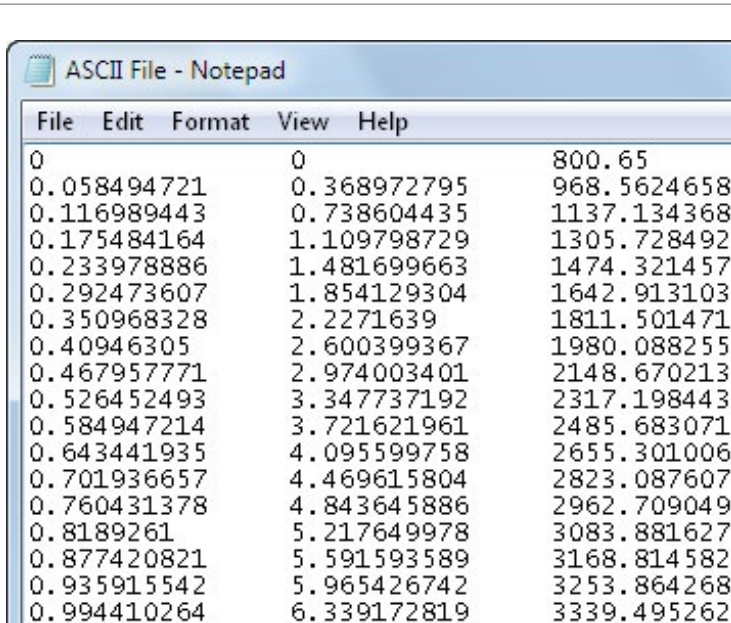 ASCII File - Notepad
File Edit Format View Help
0 0 800.65
0.058494721 0.368972795 968.5624658
0.116989443 0.738604435 1137.134368
0.175484164 1.109798729 1305.728492
0.233978886 1.481699663 1474.321457
0.292473607 1.854129304 1642.913103
0.350968328 2.2271639 1811.501471
0.40946305 2.600399367 1980.088255
0.467957771 2.974003401 2148.670213
0.526452493 3.347737192 2317.198443
0.584947214 3.721621961 2485.683071
0.643441935 4.095599758 2655.301006
0.701936657 4.469615804 2823.087607
0.760431378 4.843645886 2962.709049
0.8189261 5.217649978 3083.881627
0.877420821 5.591593589 3168.814582
0.935915542 5.965426742 3253.864268
0.994410264 6.339172819 3339.495262